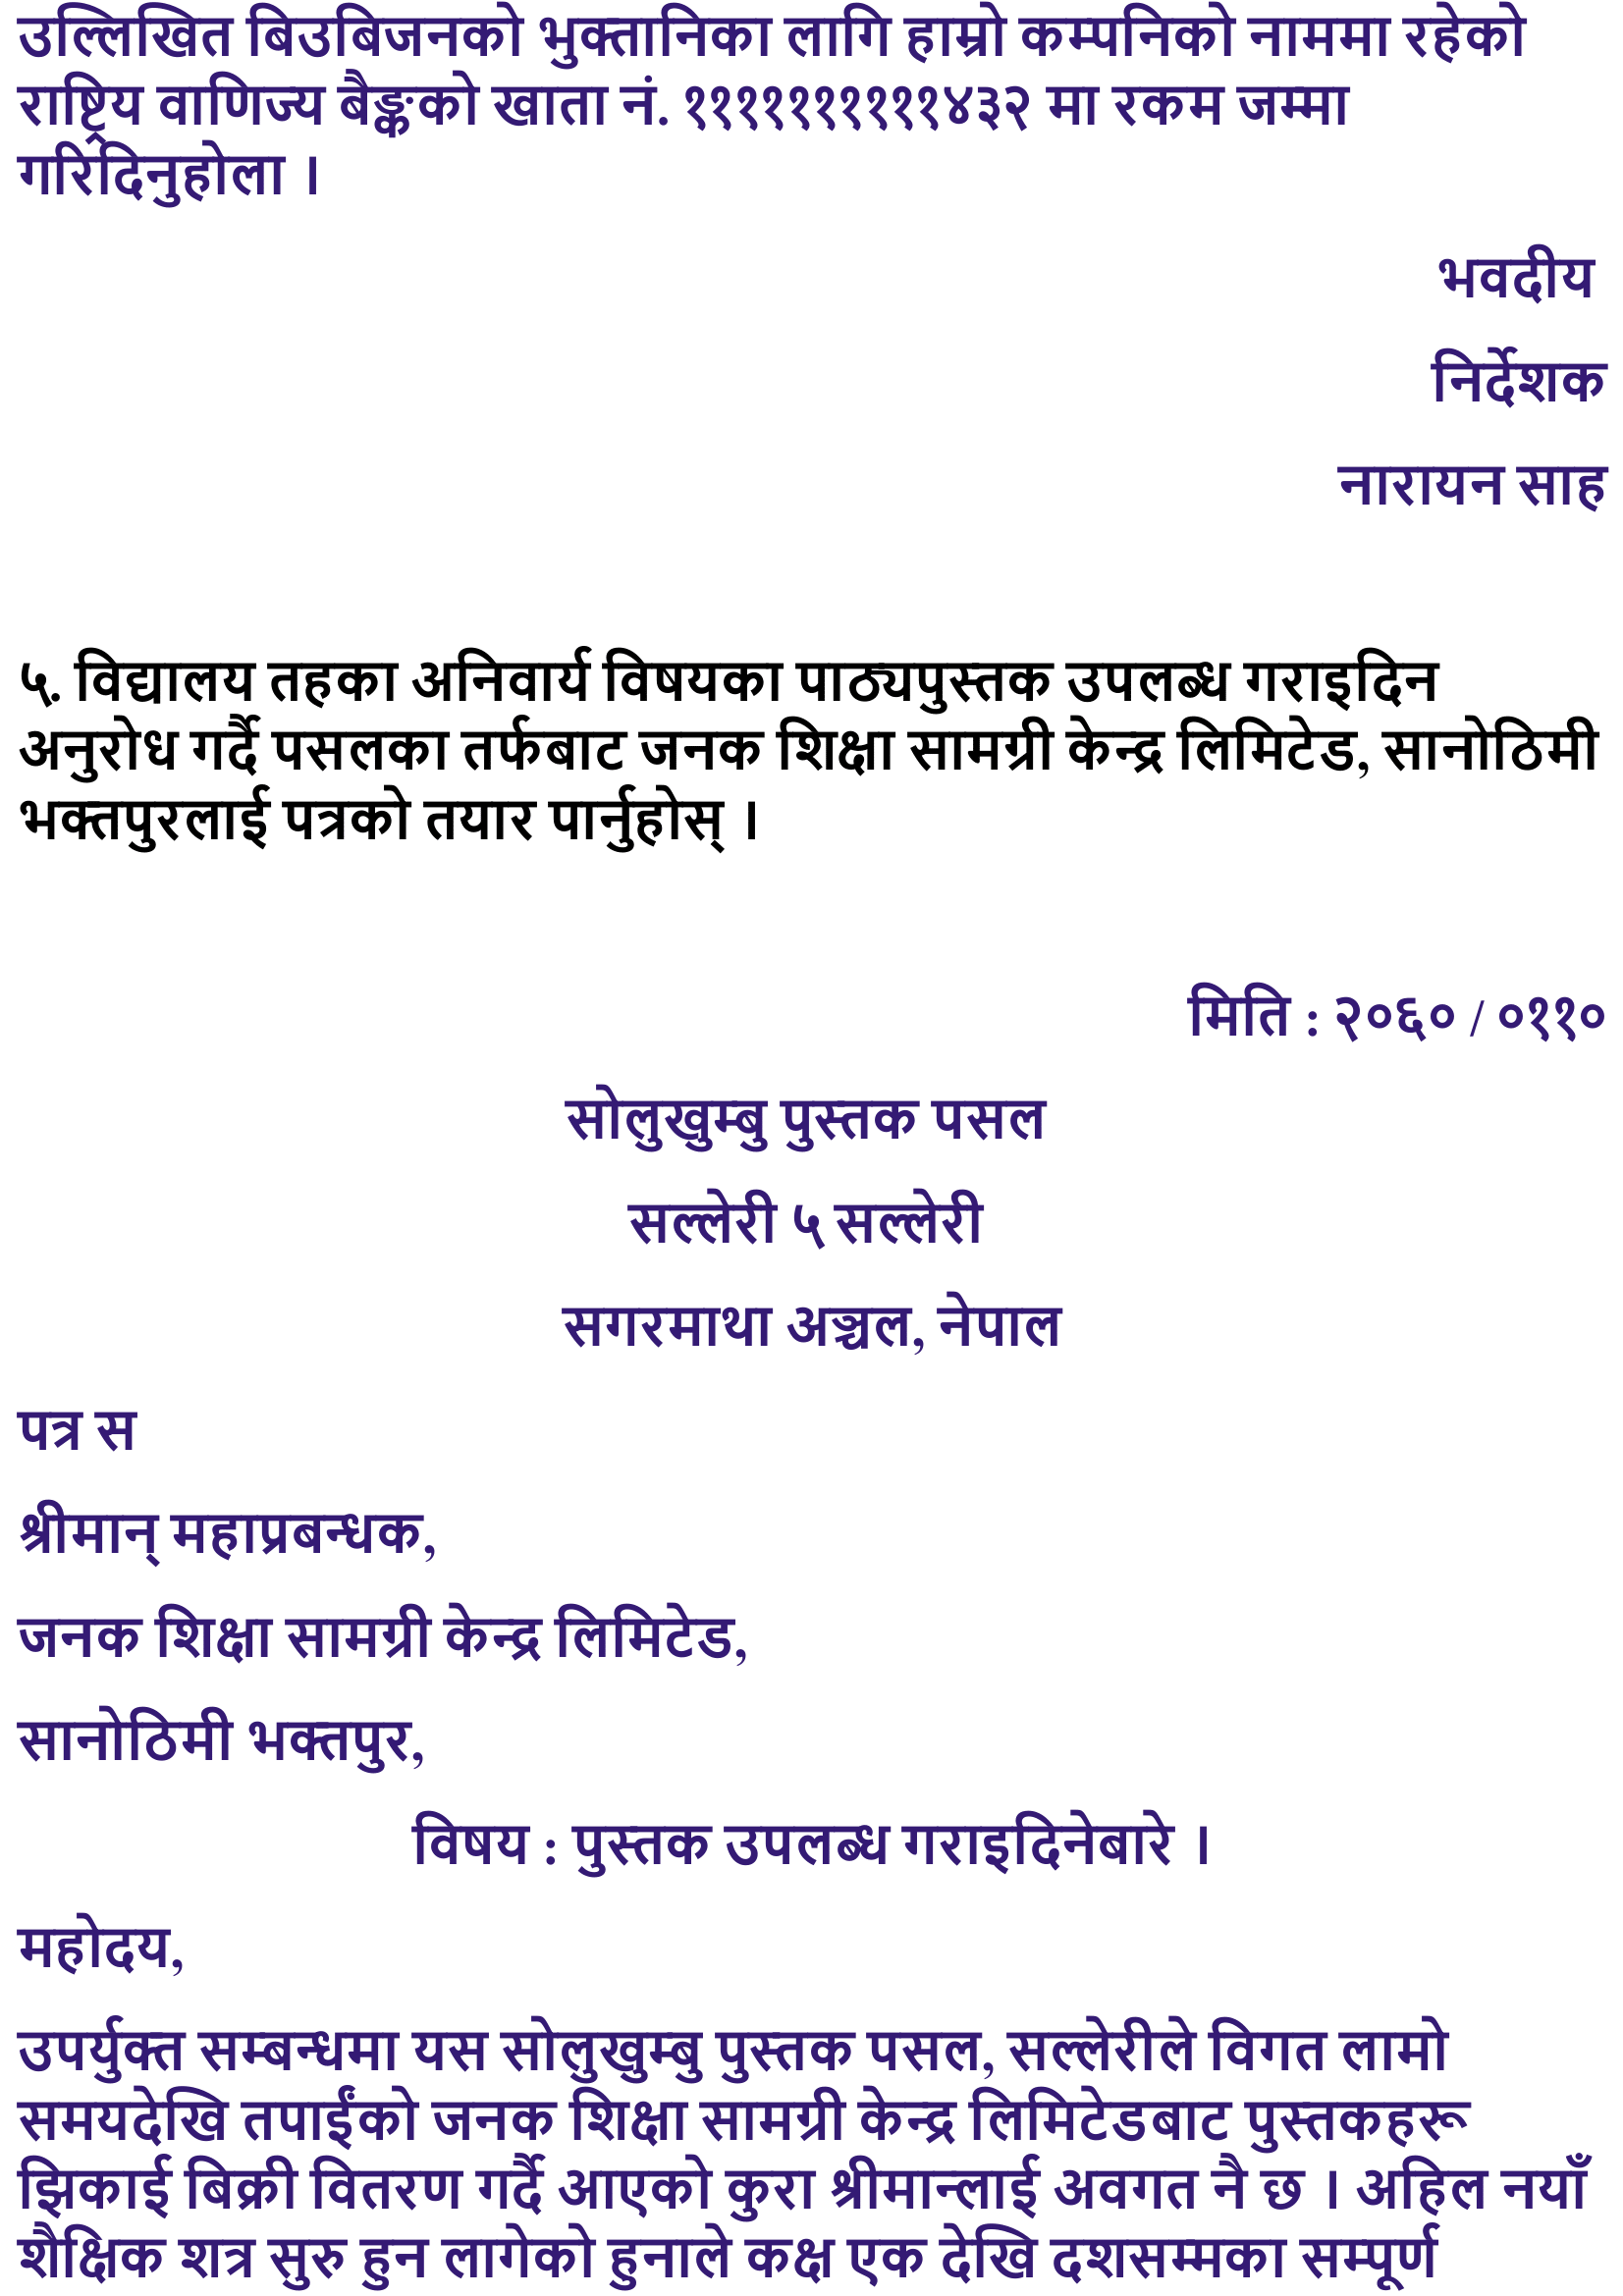 उल्लिखित बिउबिजनको भुक्तानिका लागि हाम्रो कम्पनिको नाममा रहेको
राष्ट्रिय वाणिज्य बैङ्कको खाता नं. ११११११११११४३२ मा रकम जम्मा
गरिदिनुहोला ।
भवदीय
निर्देशक
नारायन साह
५. विद्यालय तहका अनिवार्य विषयका पाठ्यपुस्तक उपलब्ध गराइदिन
अनुरोध गर्दै पसलका तर्फबाट जनक शिक्षा सामग्री केन्द्र लिमिटेड, सानोठिमी
भक्तपुरलाई पत्रको तयार पार्नुहोस् ।
मिति : २०६० / ०११०
सोलुखुम्बु पुस्तक पसल
सल्लेरी ५ सल्लेरी
सगरमाथा अञ्चल, नेपाल
पत्र स
श्रीमान् महाप्रबन्धक,
जनक शिक्षा सामग्री केन्द्र लिमिटेड,
सानोठिमी भक्तपुर,
विषय : पुस्तक उपलब्ध गराइदिनेबारे ।
महोदय,
उपर्युक्त सम्बन्धमा यस सोलुखुम्बु पुस्तक पसल, सल्लेरीले विगत लामो
समयदेखि तपाईंको जनक शिक्षा सामग्री केन्द्र लिमिटेडबाट पुस्तकहरू
झिकाई बिक्री वितरण गर्दै आएको कुरा श्रीमान्लाई अवगत नै छ । अहिल नयाँ
शैक्षिक शत्र सुरु हुन लागेको हुनाले कक्ष एक देखि दशसम्मका सम्पूर्ण